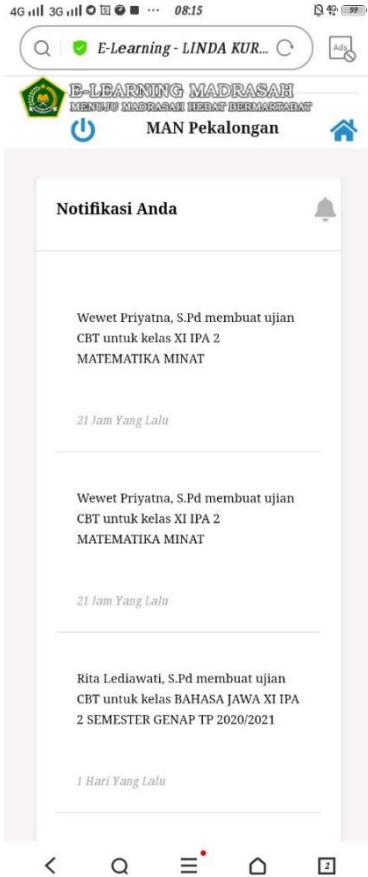 4G 3G 08:15 99
E-Learning - LINDA KUR... Ads
E-LEARNING MADRASAH
MENUJU MADRASAH HEBAT BERMARTABAT
MAN Pekalongan
Notifikasi Anda
Wewet Priyatna, S.Pd membuat ujian
CBT untuk kelas XI IPA 2
MATEMATIKA MINAT
21 Jam Yang Lalu
Wewet Priyatna, S.Pd membuat ujian
CBT untuk kelas XI IPA 2
MATEMATIKA MINAT
21 Jam Yang Lalu
Rita Lediawati, S.Pd membuat ujian
CBT untuk kelas BAHASA JAWA XI IPA
2 SEMESTER GENAP TP 2020/2021
1 Hari Yang Lalu
2